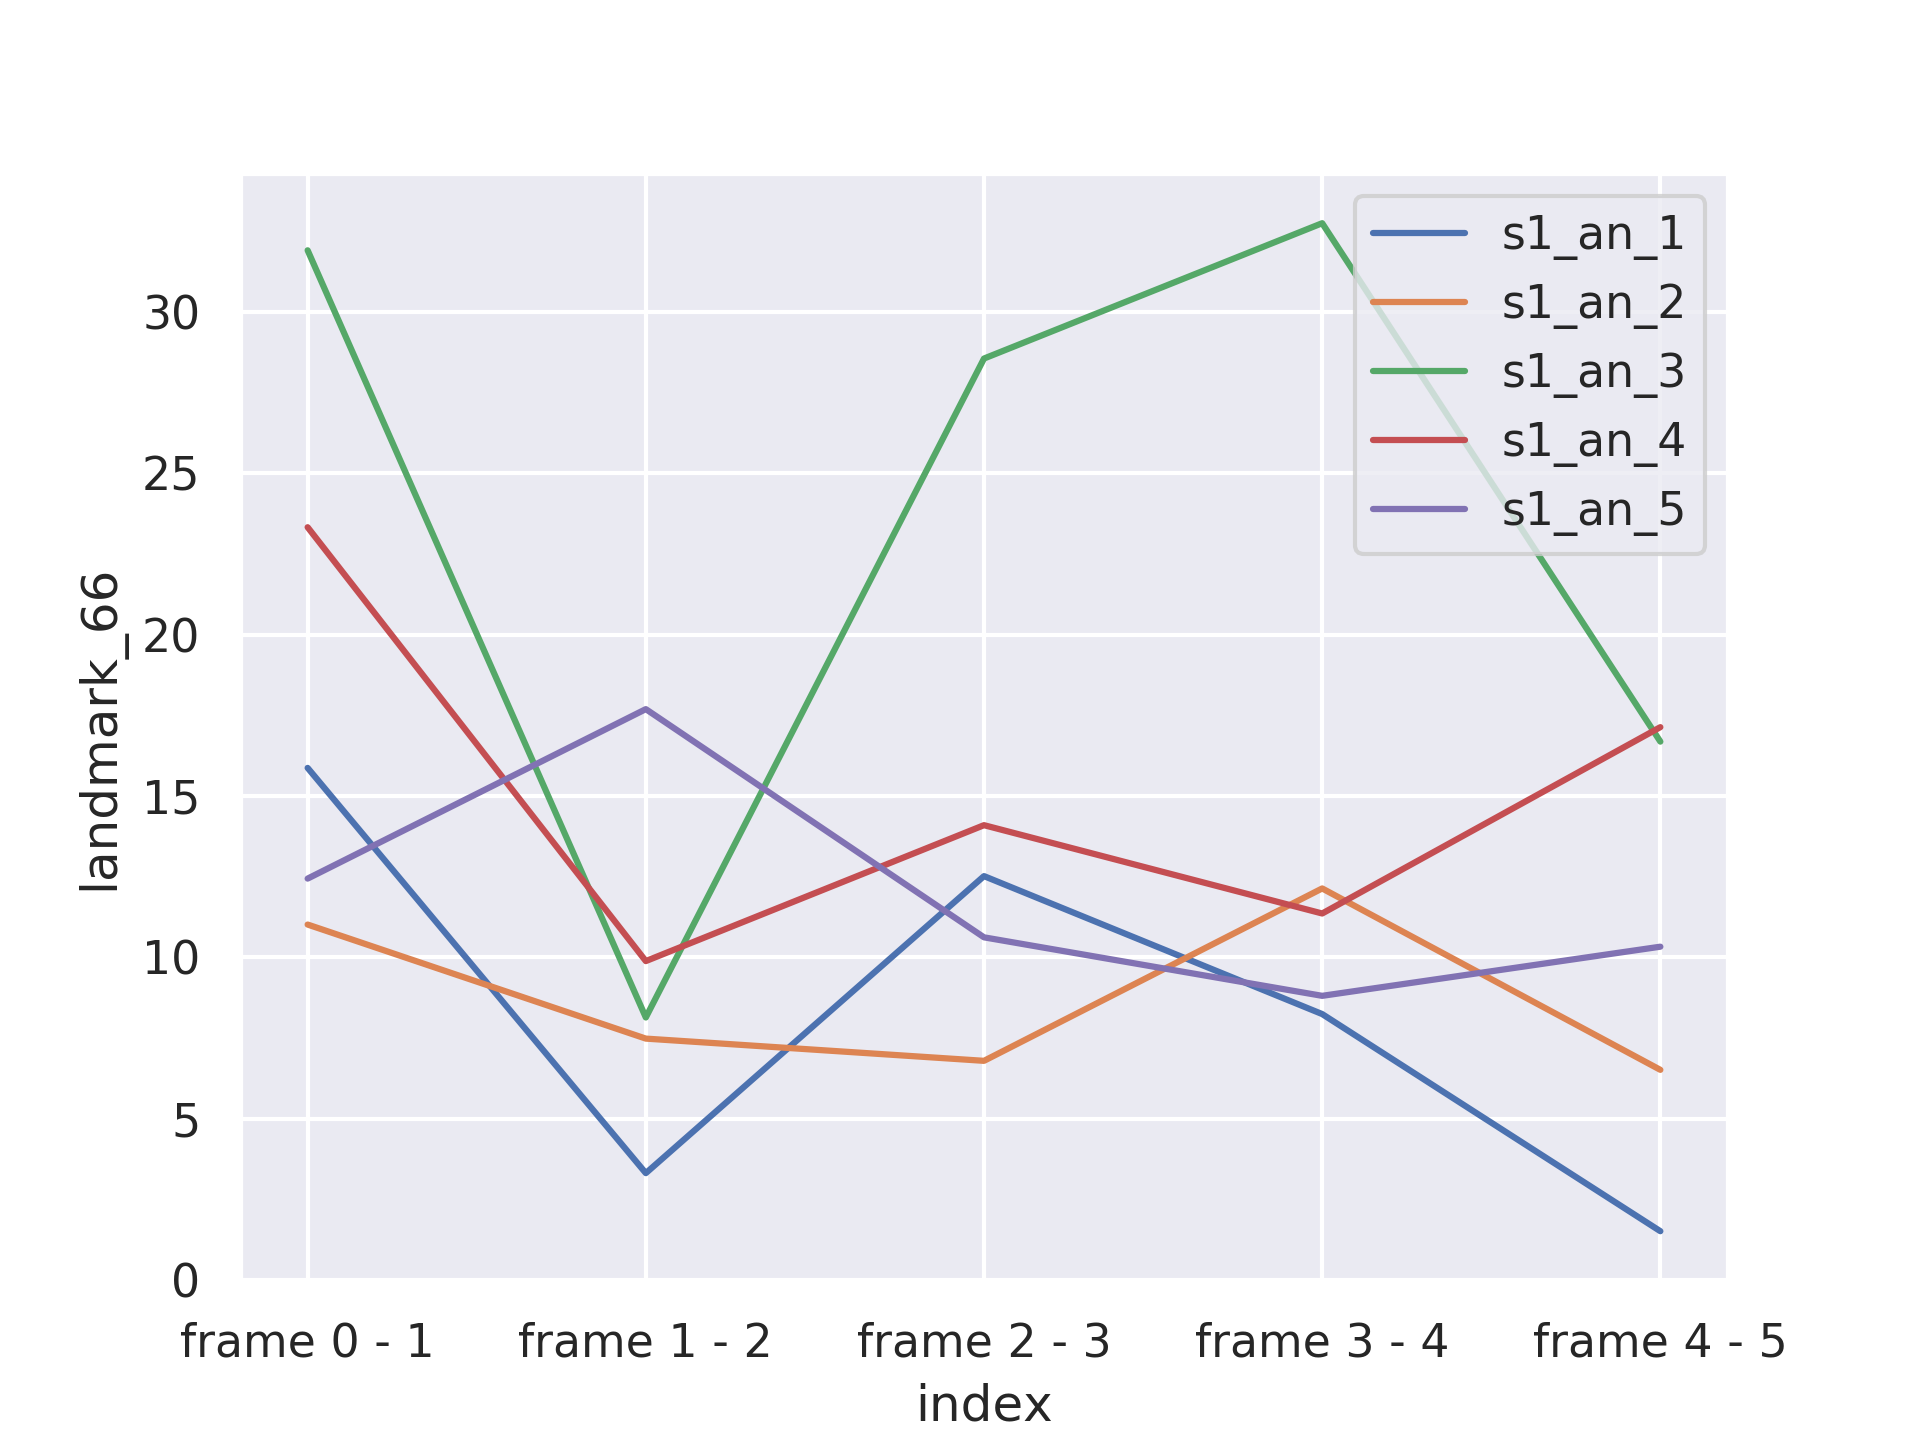 s1_an_1
s1_an_2
s1_an_3
s1_an_4
s1_an_5
landmark_66
30
25
20
15
10
5
0
frame 0 - 1
frame 1 - 2
frame 2 - 3
frame 3 - 4
frame 4 - 5
index